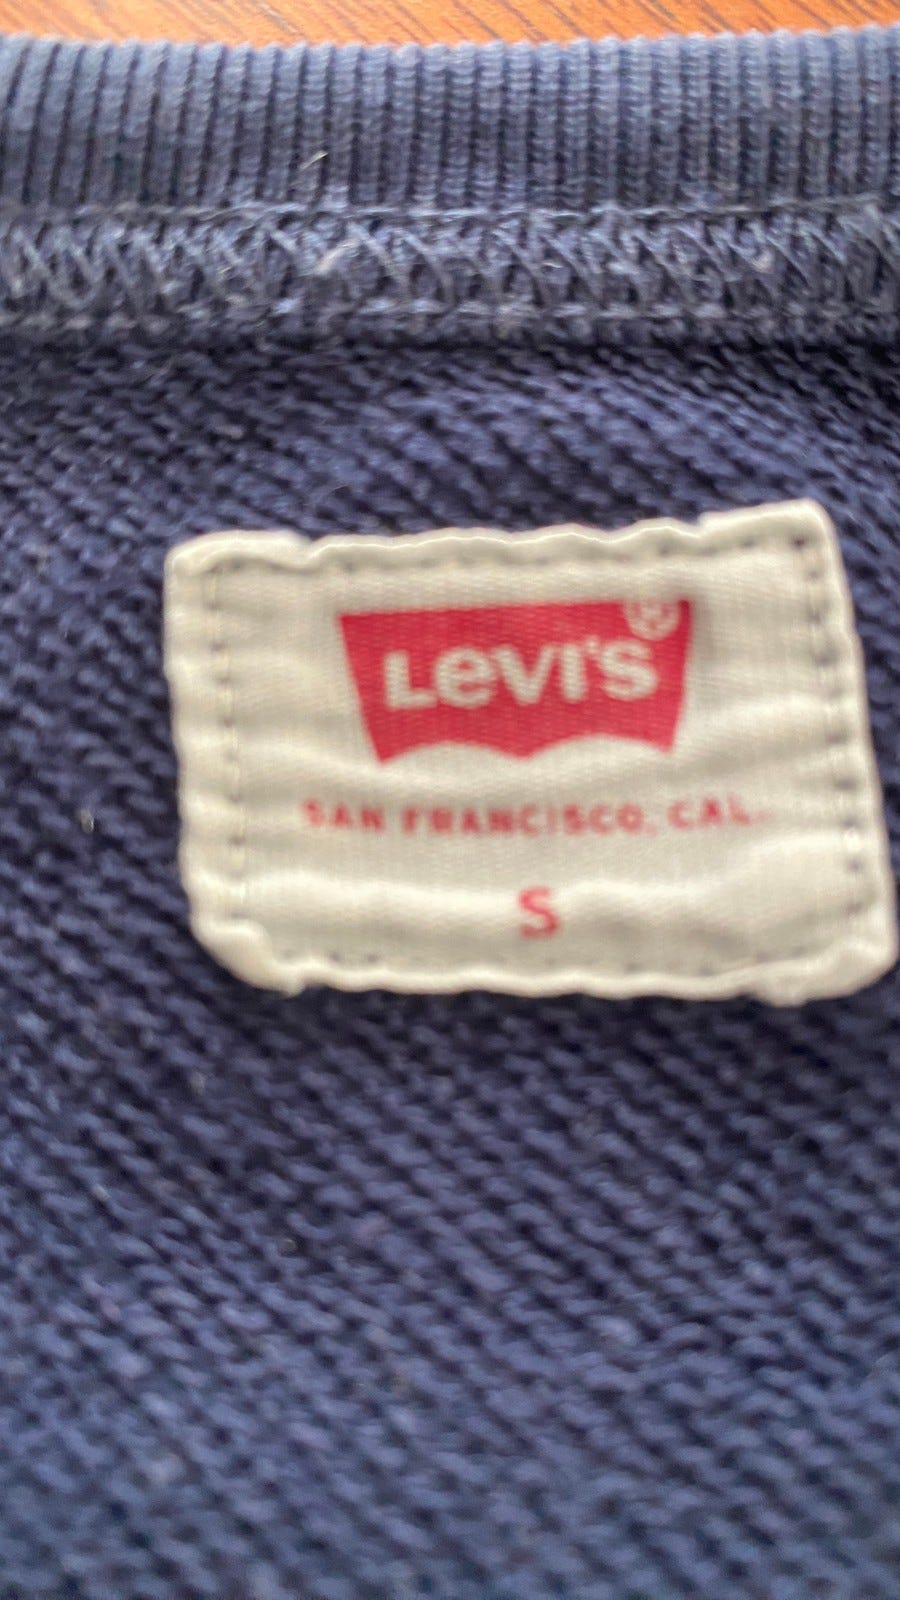 Levi's ®
SAN FRANCISCO, CAL.
S